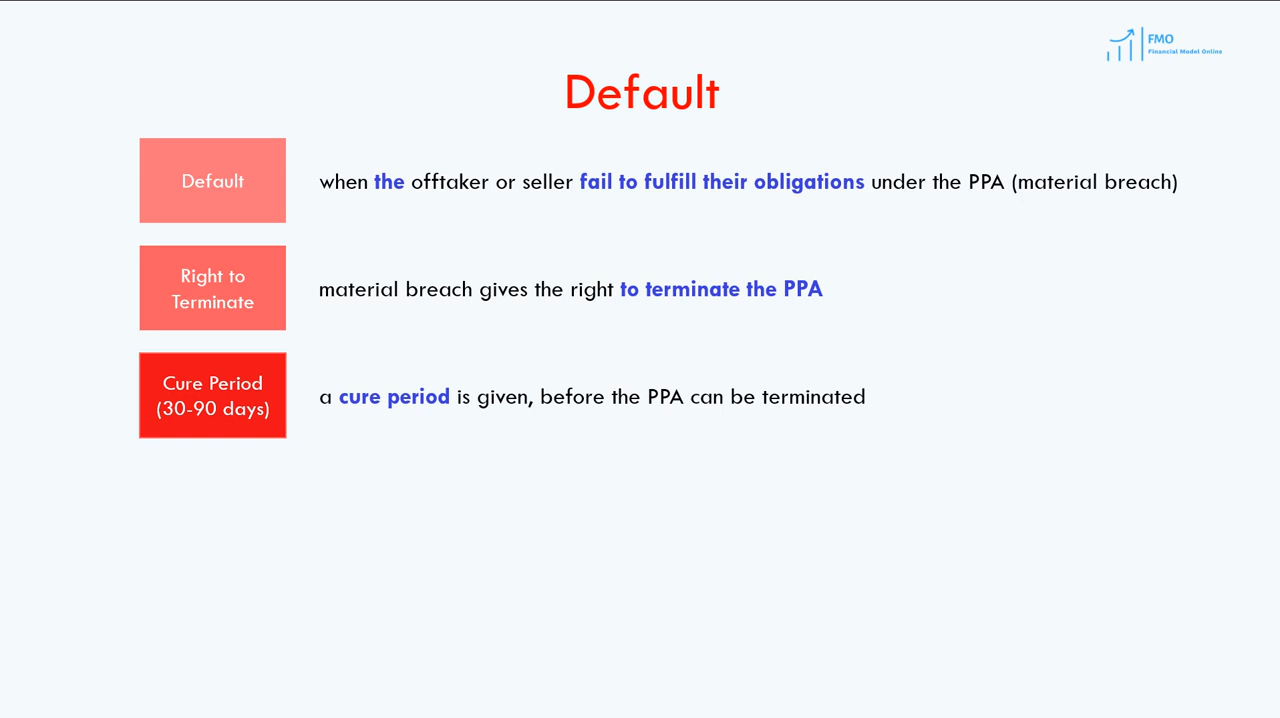 FMO
Financial Model Online
Default
Default
when the offtaker or seller fail to fulfill their obligations under the PPA (material breach)
Right to
Terminate
material breach gives the right to terminate the PPA
Cure Period
(30-90 days)
a cure period is given, before the PPA can be terminated